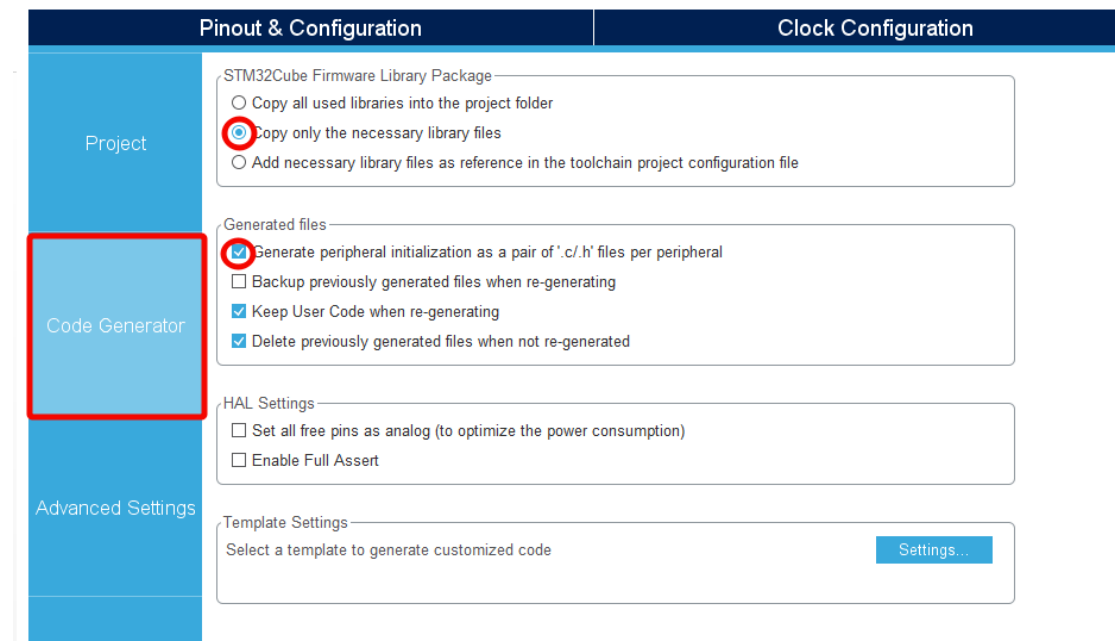 Pinout & Configuration
Clock Configuration
Project
Code Generator
Advanced Settings
STM32Cube Firmware Library Package
Copy all used libraries into the project folder
Copy only the necessary library files
Add necessary library files as reference in the toolchain project configuration file
Generated files
Generate peripheral initialization as a pair of '.c/.h' files per peripheral
Backup previously generated files when re-generating
Keep User Code when re-generating
Delete previously generated files when not re-generated
HAL Settings
Set all free pins as analog (to optimize the power consumption)
Enable Full Assert
Template Settings
Select a template to generate customized code
Settings...